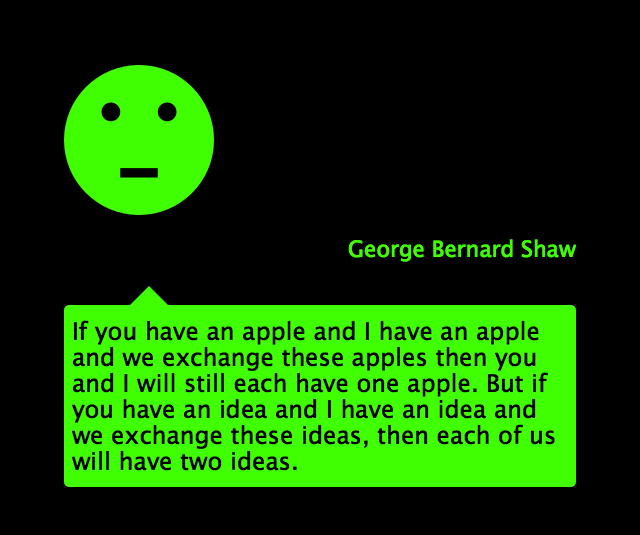 George Bernard Shaw
If you have an apple and I have an apple
and we exchange these apples then you
and I will still each have one apple. But if
you have an idea and I have an idea and
we exchange these ideas, then each of us
will have two ideas.